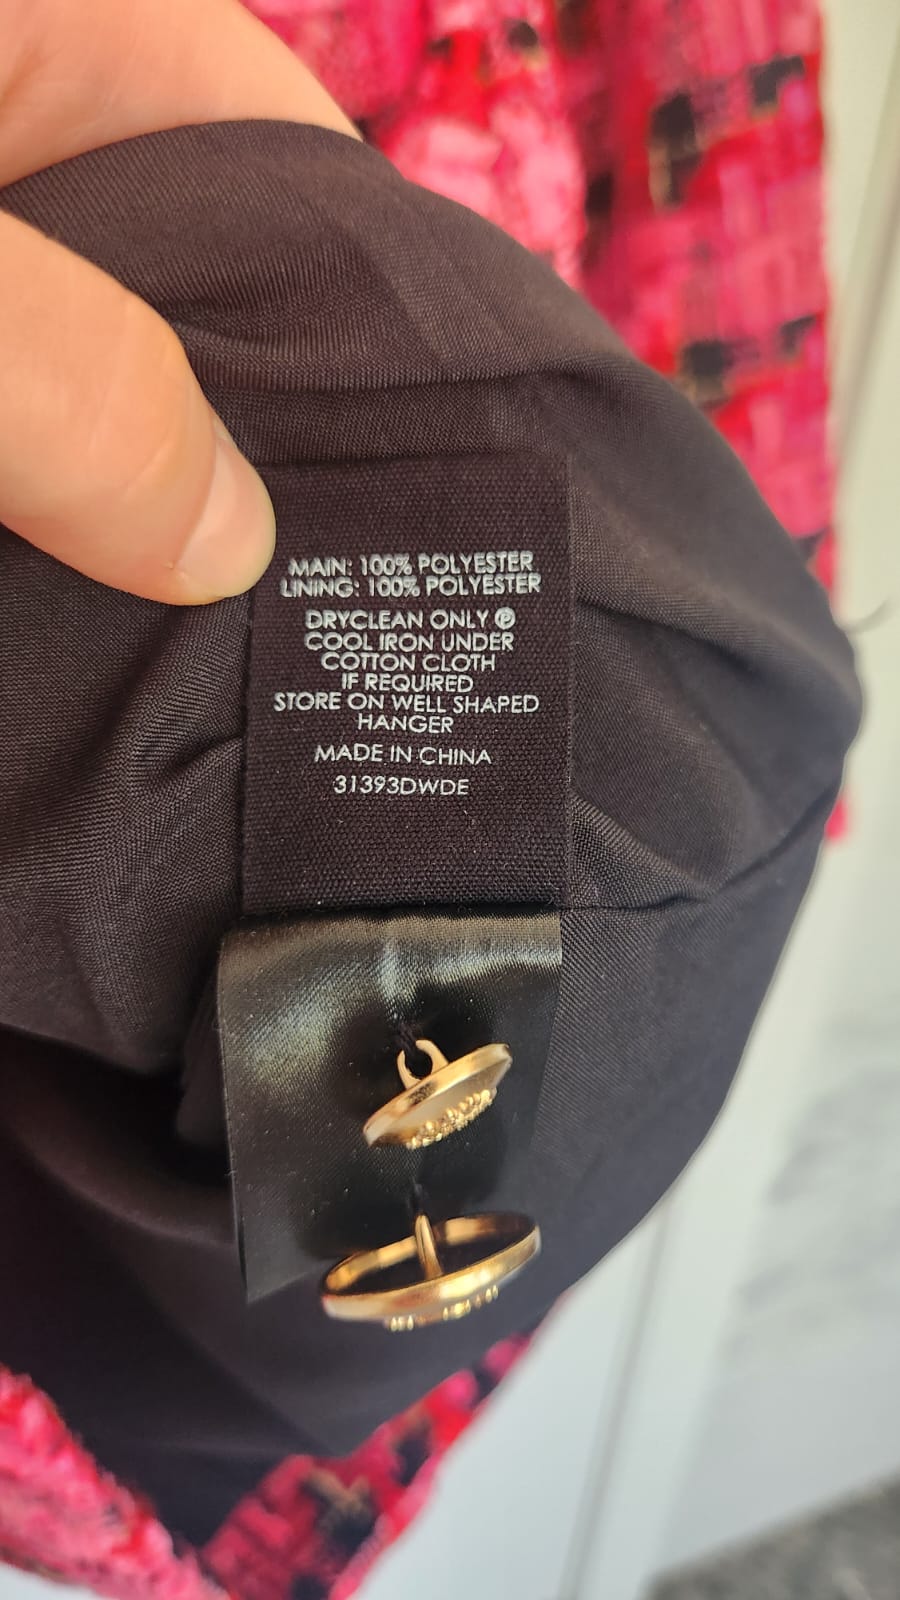 MAIN: 100% POLYESTER
LINING: 100% POLYESTER
DRYCLEAN ONLY Ⓟ
COOL IRON UNDER
COTTON CLOTH
IF REQUIRED
STORE ON WELL SHAPED
HANGER
MADE IN CHINA
31393DWDE